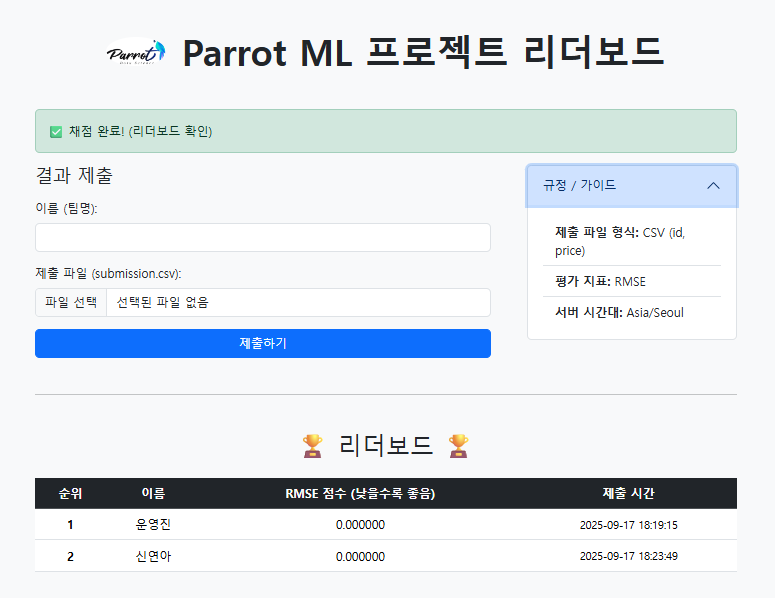 Parrot
Parrot ML 프로젝트 리더보드
✅ 채점 완료! (리더보드 확인)
결과 제출
이름 (팀명):
제출 파일 (submission.csv):
파일 선택 선택된 파일 없음
제출하기
규정 / 가이드
제출 파일 형식: CSV (id,
price)
평가 지표: RMSE
서버 시간대: Asia/Seoul
🏆 리더보드 🏆
순위 이름 RMSE 점수 (낮을수록 좋음) 제출 시간
1 운영진 0.000000 2025-09-17 18:19:15
2 신연아 0.000000 2025-09-17 18:23:49